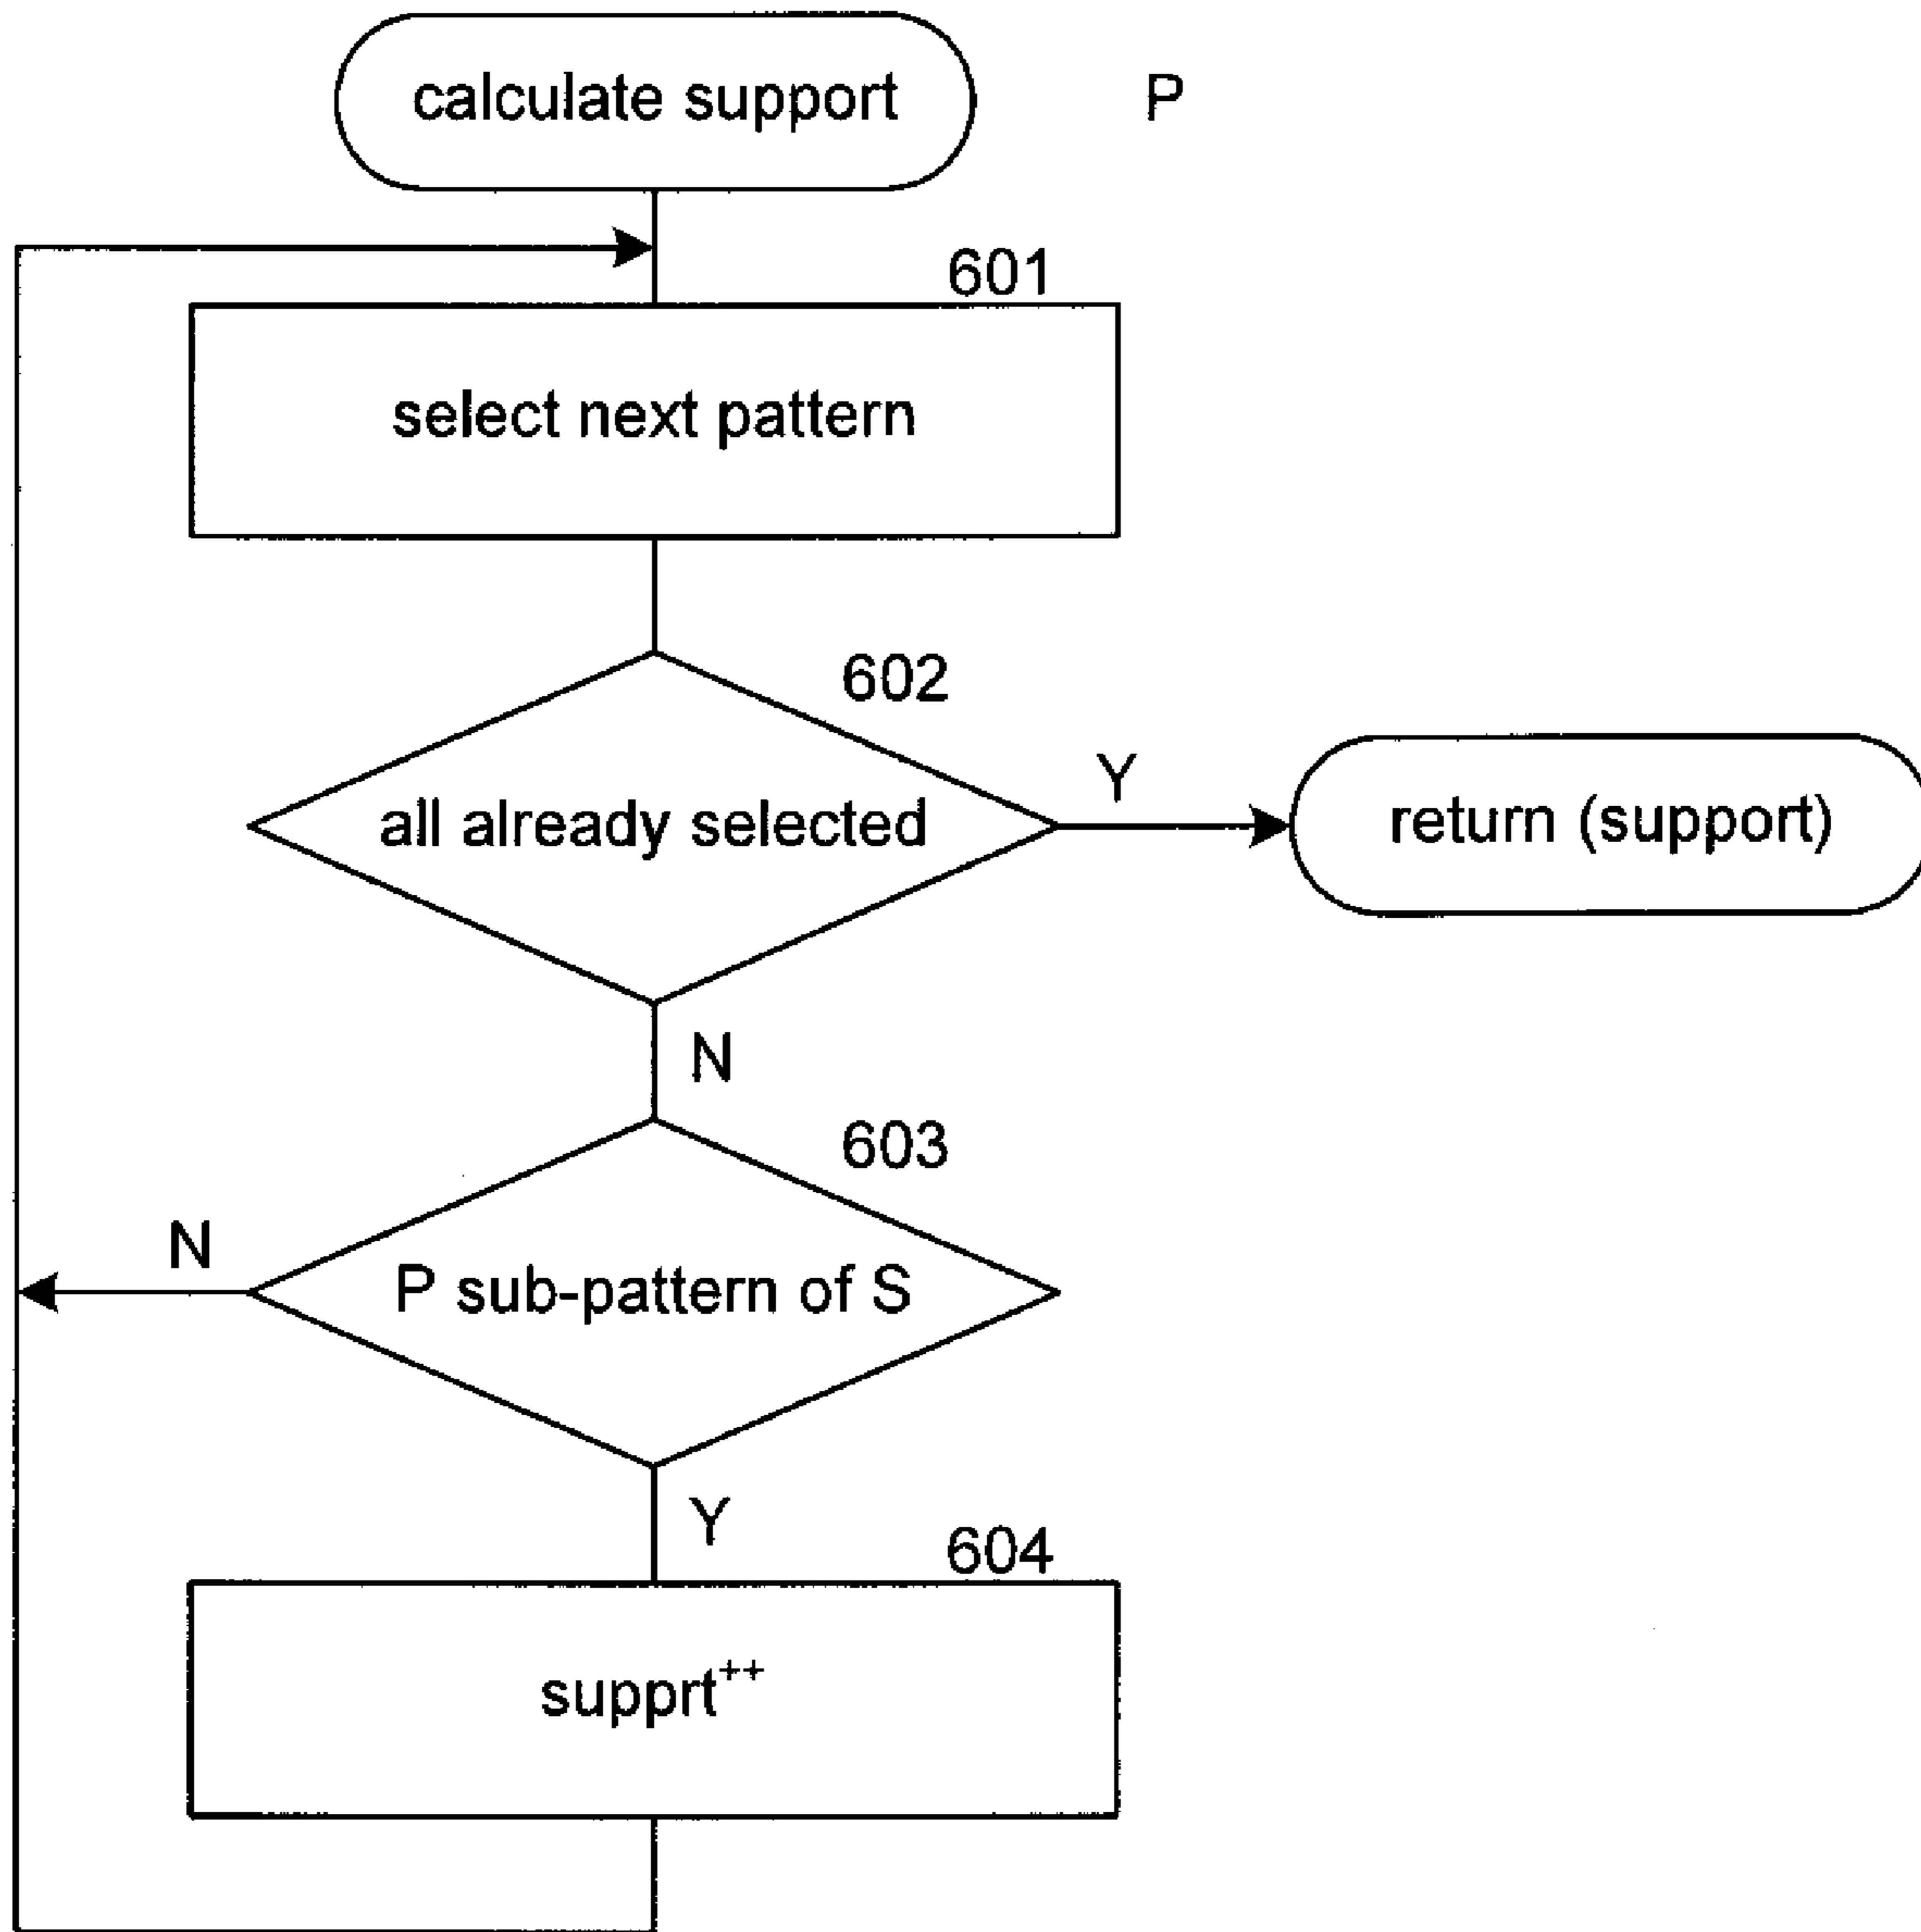 calculate support
P
601
select next pattern
602
all already selected
Y
return (support)
N
603
N
P sub-pattern of S
Y
604
supprt++